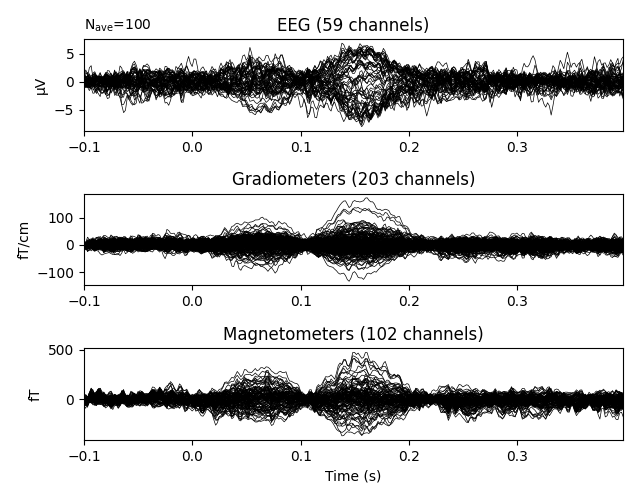 N_ave=100
EEG (59 channels)
5
0
−5
µV
−0.1 0.0 0.1 0.2 0.3
Gradiometers (203 channels)
100
0
−100
fT/cm
−0.1 0.0 0.1 0.2 0.3
Magnetometers (102 channels)
500
0
fT
−0.1 0.0 0.1 0.2 0.3
Time (s)